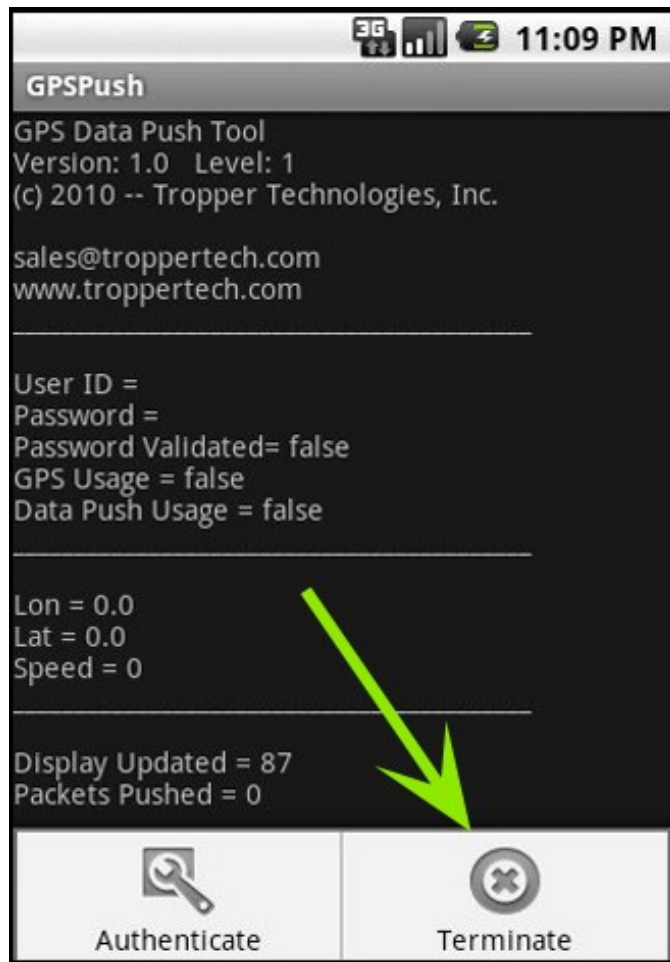 3G 11:09 PM
GPSPush
GPS Data Push Tool
Version: 1.0 Level: 1
(c) 2010 -- Tropper Technologies, Inc.
sales@troppertech.com
www.troppertech.com
User ID =
Password =
Password Validated= false
GPS Usage = false
Data Push Usage = false
Lon = 0.0
Lat = 0.0
Speed = 0
Display Updated = 87
Packets Pushed = 0
Authenticate Terminate